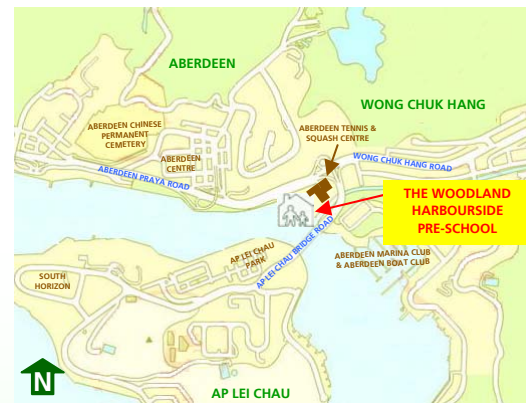 ABERDEEN
WONG CHUK HANG
ABERDEEN CHINESE
PERMANENT
CEMETERY
ABERDEEN TENNIS &
SQUASH CENTRE
ABERDEEN
CENTRE
WONG CHUK HANG ROAD
ABERDEEN PRAYA ROAD
THE WOODLAND
HARBOURSIDE
PRE-SCHOOL
AP LEI CHAU
PARK
AP LEI CHAU BRIDGE ROAD
ABERDEEN MARINA CLUB
& ABERDEEN BOAT CLUB
SOUTH
HORIZON
N
AP LEI CHAU